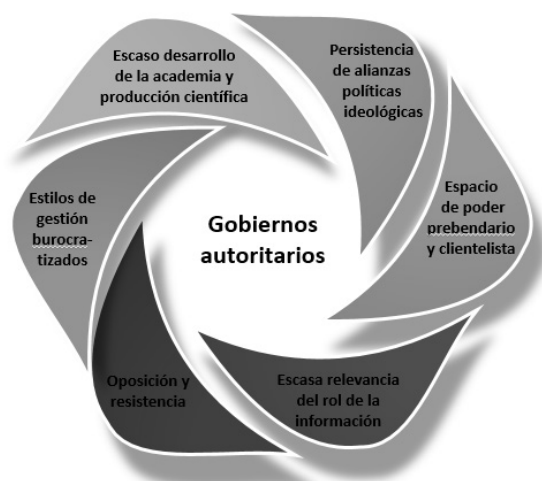 Escaso desarrollo
de la academia y
producción científica
Persistencia
de alianzas
políticas
ideológicas
Espacio
de poder
prebendario
y clientelista
Escasa relevancia
del rol de la
información
Oposición y
resistencia
Estilos de
gestión
burocra-
tizados
Gobiernos
autoritarios